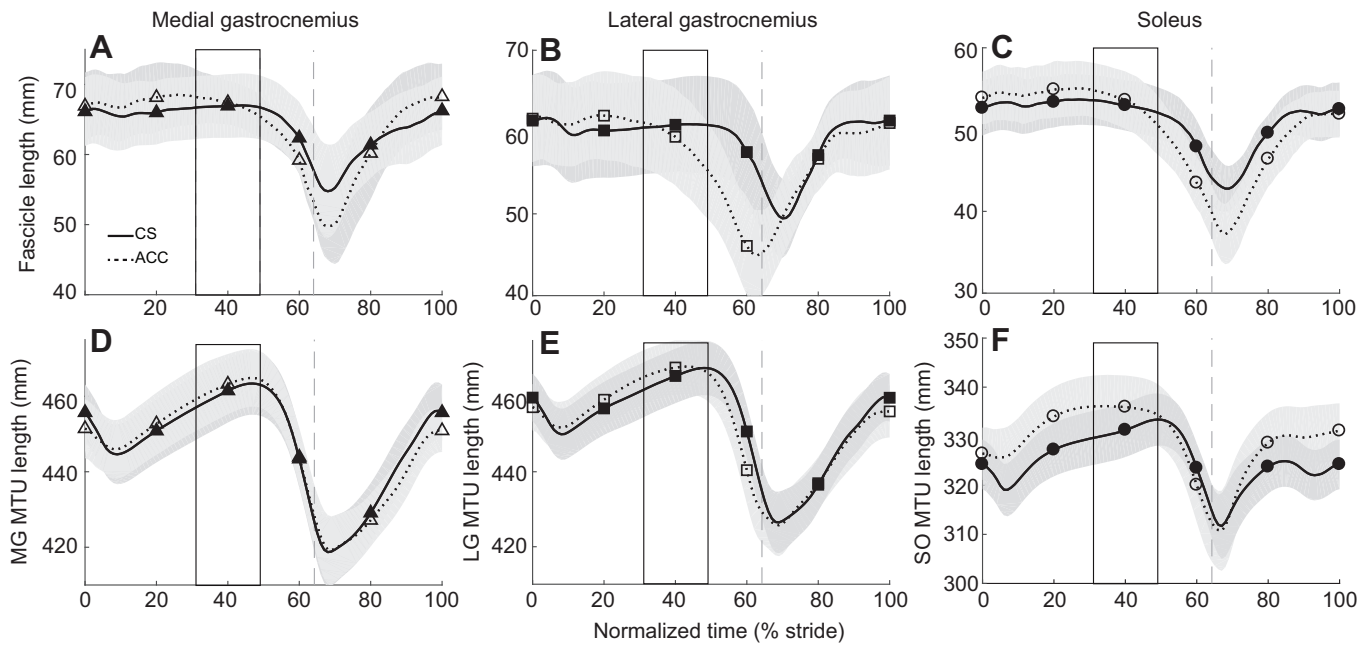 Medial gastrocnemius
Lateral gastrocnemius
Soleus
A
B
C
Fascicle length (mm)
70
60
50
40
CS
ACC
0 20 40 60 80 100
70
60
50
40
0 20 40 60 80 100
60
50
40
30
0 20 40 60 80 100
D
E
F
MG MTU length (mm)
460
440
420
0 20 40 60 80 100
LG MTU length (mm)
460
440
420
0 20 40 60 80 100
SO MTU length (mm)
350
340
330
320
310
300
0 20 40 60 80 100
Normalized time (% stride)